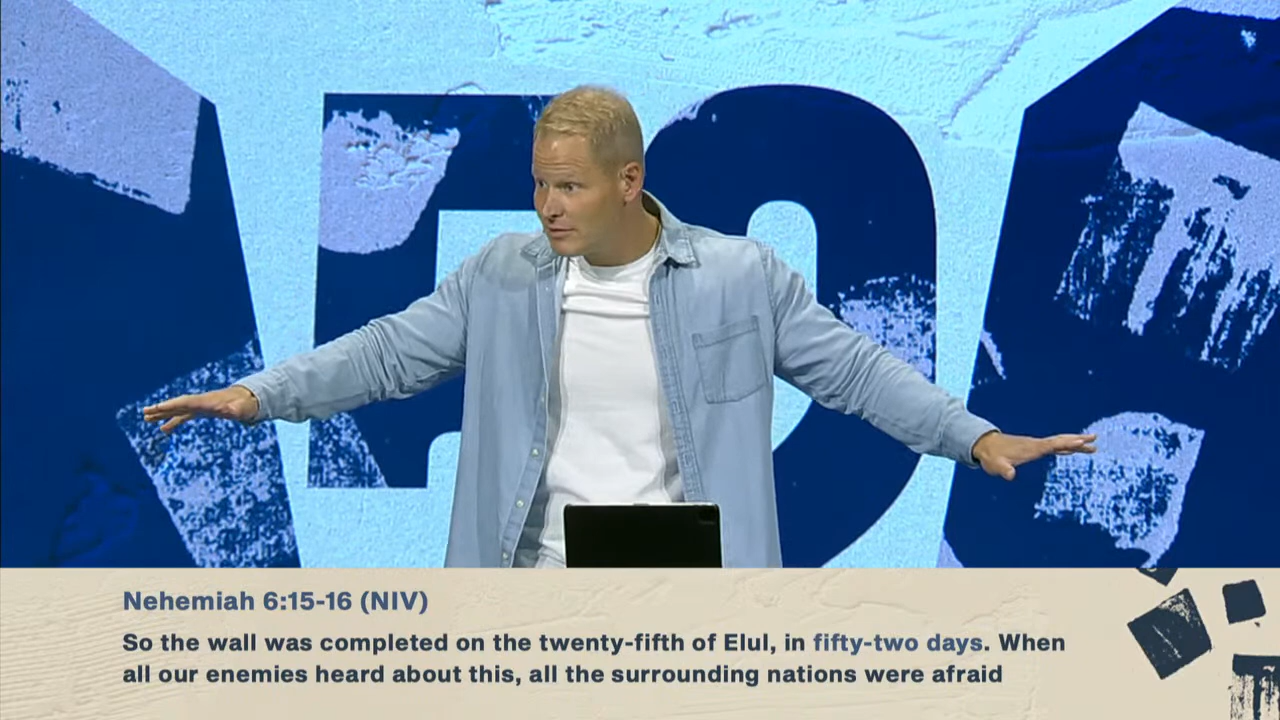 Nehemiah 6:15-16 (NIV)
So the wall was completed on the twenty-fifth of Elul, in fifty-two days. When
all our enemies heard about this, all the surrounding nations were afraid